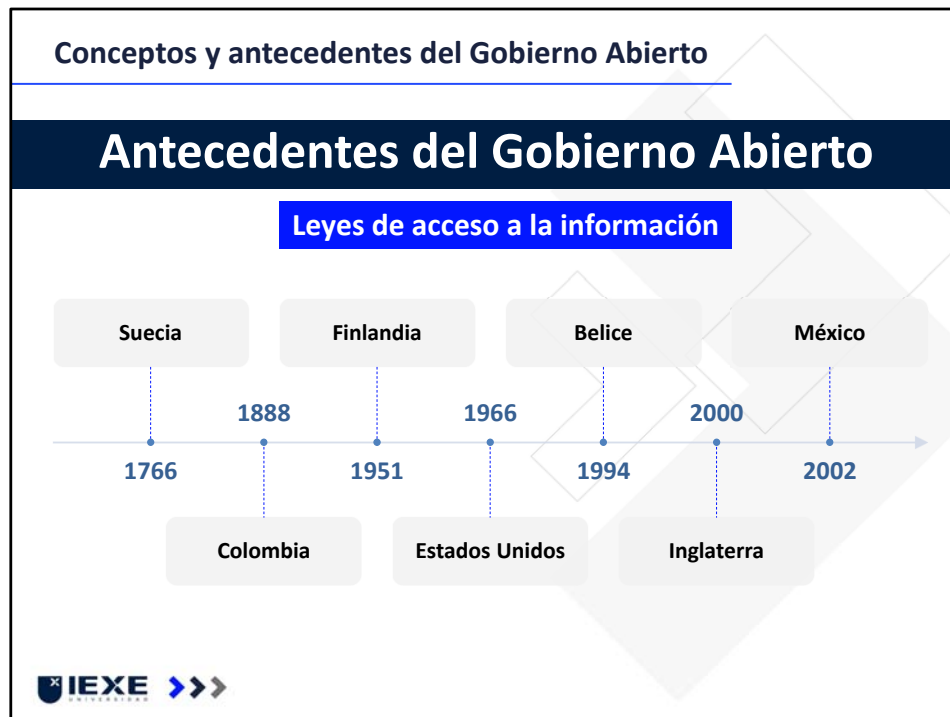 Conceptos y antecedentes del Gobierno Abierto
Antecedentes del Gobierno Abierto
Leyes de acceso a la información
Suecia
Finlandia
Belice
México
1888
1966
2000
1766
1951
1994
2002
Colombia
Estados Unidos
Inglaterra
IEXE
UNIVERSIDAD